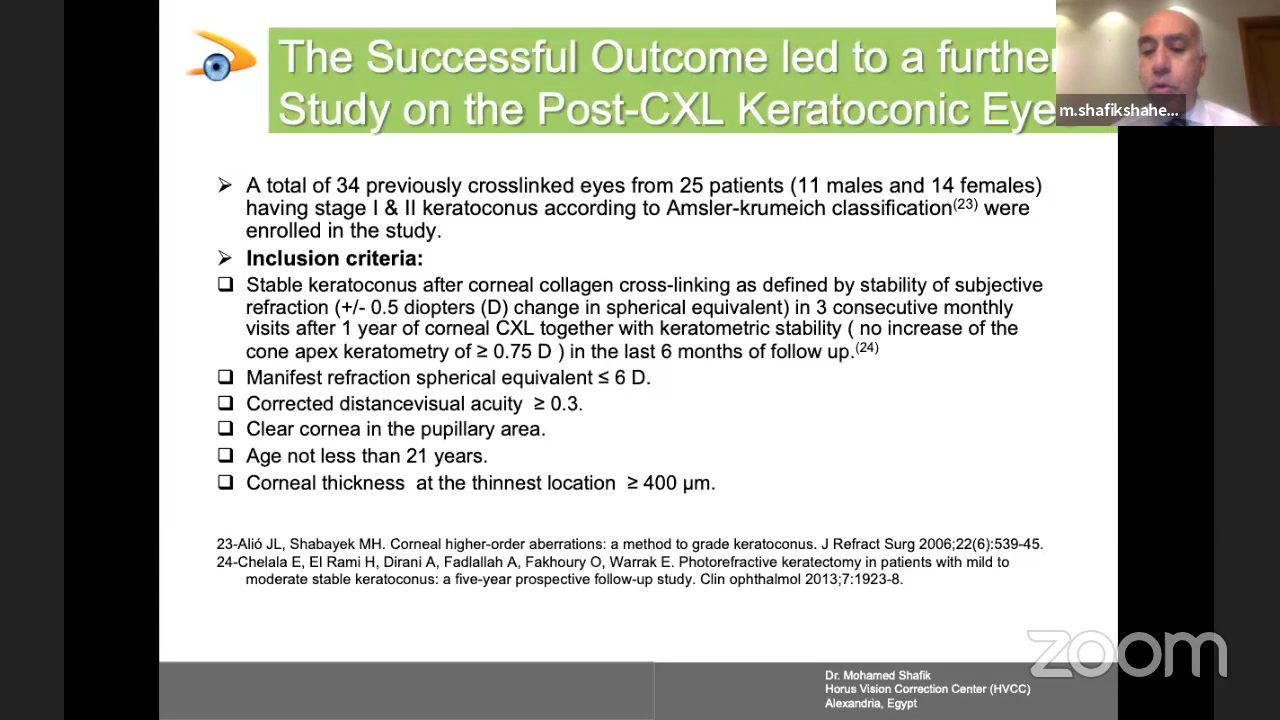 The Successful Outcome led to a further
Study on the Post-CXL Keratoconic Eye
m.shafikshahe...
➢ A total of 34 previously crosslinked eyes from 25 patients (11 males and 14 females)
having stage I & II keratoconus according to Amsler-krumeich classification(23) were
enrolled in the study.
➢ Inclusion criteria:
❑ Stable keratoconus after corneal collagen cross-linking as defined by stability of subjective
refraction (+/- 0.5 diopters (D) change in spherical equivalent) in 3 consecutive monthly
visits after 1 year of corneal CXL together with keratometric stability ( no increase of the
cone apex keratometry of ≥ 0.75 D ) in the last 6 months of follow up.(24)
❑ Manifest refraction spherical equivalent ≤ 6 D.
❑ Corrected distancevisual acuity ≥ 0.3.
❑ Clear cornea in the pupillary area.
❑ Age not less than 21 years.
❑ Corneal thickness at the thinnest location ≥ 400 µm.
23-Alió JL, Shabayek MH. Corneal higher-order aberrations: a method to grade keratoconus. J Refract Surg 2006;22(6):539-45.
24-Chelala E, El Rami H, Dirani A, Fadlallah A, Fakhoury O, Warrak E. Photorefractive keratectomy in patients with mild to
moderate stable keratoconus: a five-year prospective follow-up study. Clin ophthalmol 2013;7:1923-8.
zoom
Dr. Mohamed Shafik
Horus Vision Correction Center (HVCC)
Alexandria, Egypt